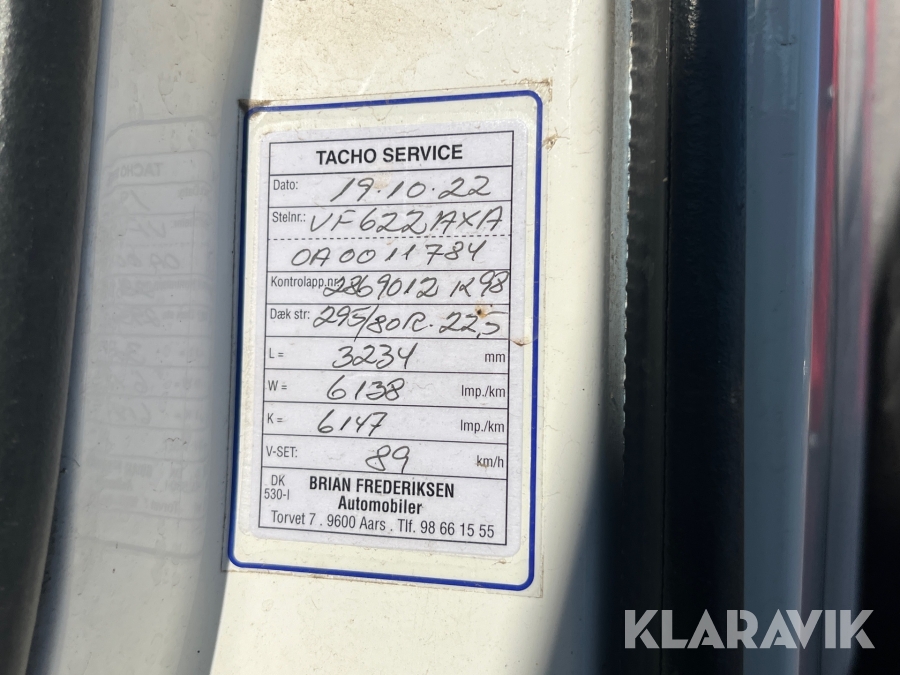 TACHO SERVICE
Dato: 19.10.22
Stelnr.: VF622AXA
0A0011784
Kontrolapp.nr. 2869012 1298
Dæk str: 295/80R. 22,5
L = 3234 mm
W = 6138 Imp./km
K = 6147 Imp./km
V-SET: 89 km/h
DK
530-I
BRIAN FREDERIKSEN
Automobiler
Torvet 7 . 9600 Aars . Tlf. 98 66 15 55
KLARAVIK